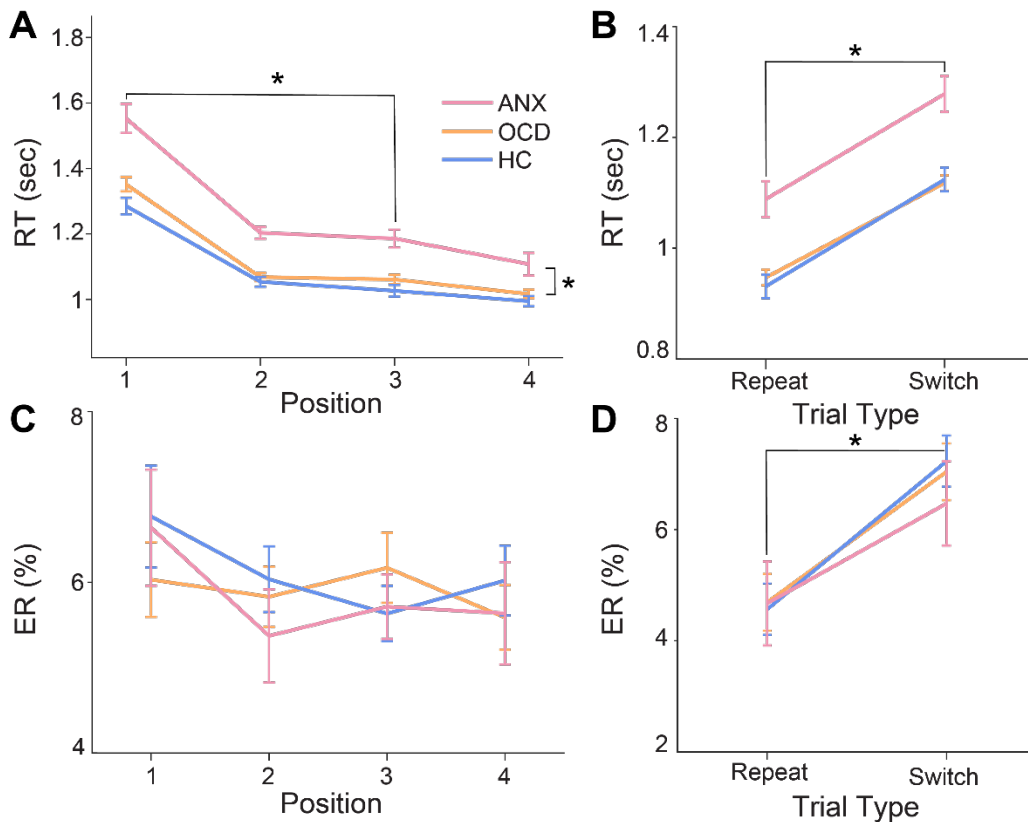 A
RT (sec)
1.8
1.6
1.4
1.2
1
*
*
ANX
OCD
HC
1
2
3
4
Position
B
RT (sec)
1.4
1.2
1
0.8
*
Repeat
Switch
Trial Type
C
ER (%)
8
6
4
1
2
3
4
Position
D
ER (%)
8
6
4
2
*
Repeat
Switch
Trial Type